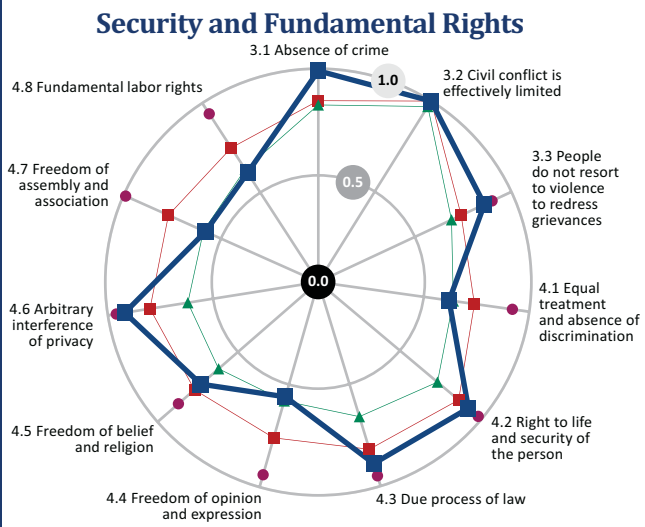 Security and Fundamental Rights
3.1 Absence of crime
1.0
3.2 Civil conflict is
effectively limited
0.5
3.3 People
do not resort
to violence
to redress
grievances
0.0
4.1 Equal
treatment
and absence of
discrimination
4.2 Right to life
and security of
the person
4.3 Due process of law
4.4 Freedom of opinion
and expression
4.5 Freedom of belief
and religion
4.6 Arbitrary
interference
of privacy
4.7 Freedom of
assembly and
association
4.8 Fundamental labor rights